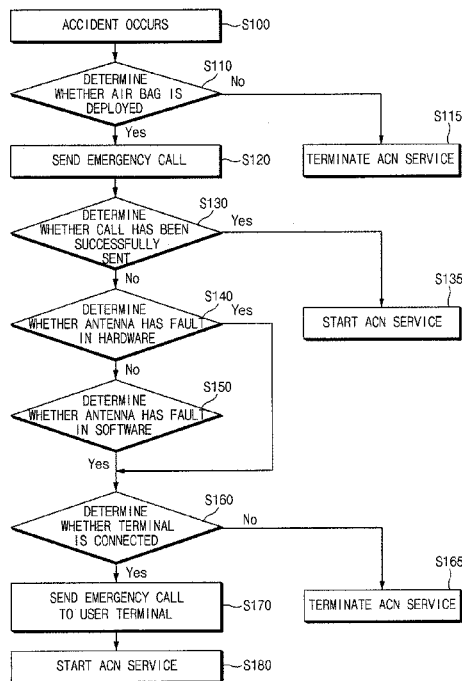 ACCIDENT OCCURS
S100
DETERMINE
WHETHER AIR BAG IS
DEPLOYED
S110
No
Yes
S115
TERMINATE ACN SERVICE
SEND EMERGENCY CALL
S120
DETERMINE
WHETHER CALL HAS BEEN
SUCCESSFULLY
SENT
S130
Yes
No
S135
START ACN SERVICE
DETERMINE
WHETHER ANTENNA HAS FAULT
IN HARDWARE
S140
Yes
No
DETERMINE
WHETHER ANTENNA HAS FAULT
IN SOFTWARE
S150
Yes
DETERMINE
WHETHER TERMINAL
IS CONNECTED
S160
No
Yes
S165
TERMINATE ACN SERVICE
SEND EMERGENCY CALL
TO USER TERMINAL
S170
START ACN SERVICE
S180